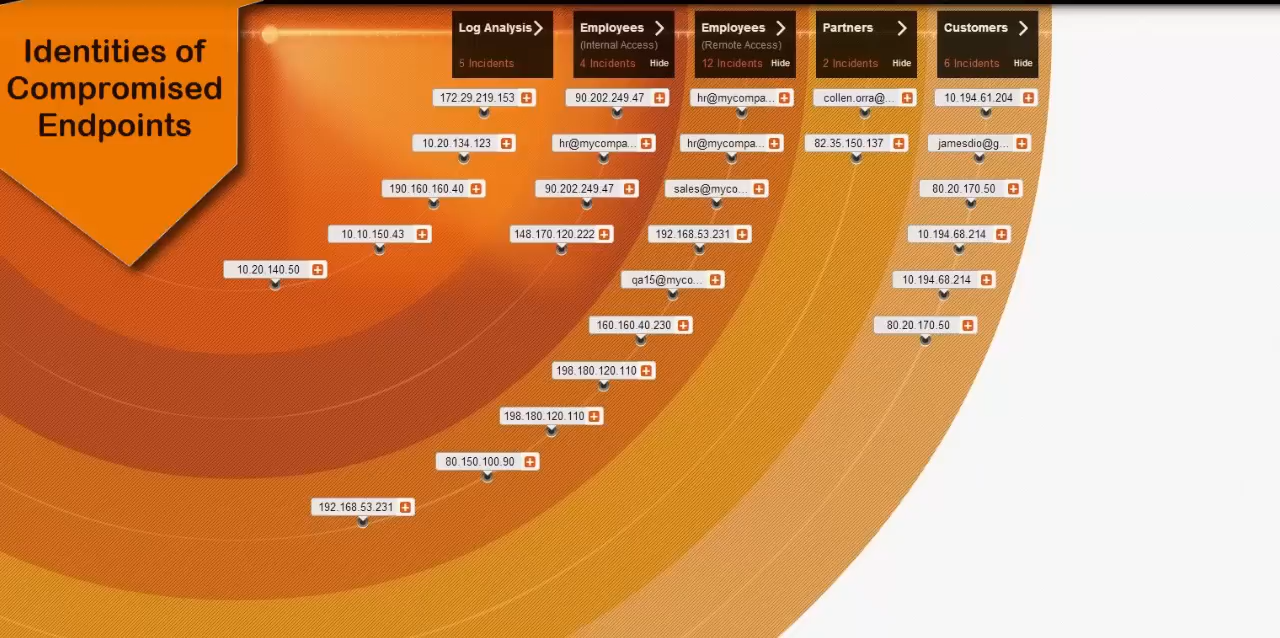 Identities of
Compromised
Endpoints
Log Analysis
5 Incidents
Employees
(Internal Access)
4 Incidents Hide
Employees
(Remote Access)
12 Incidents Hide
Partners
2 Incidents Hide
Customers
6 Incidents Hide
172.29.219.153
10.20.134.123
190.160.160.40
10.10.150.43
10.20.140.50
90.202.249.47
hr@mycompa...
90.202.249.47
148.170.120.222
hr@mycompa...
hr@mycompa...
sales@myco...
192.168.53.231
qa15@myco...
160.160.40.230
198.180.120.110
198.180.120.110
80.150.100.90
192.168.53.231
collen.orra@...
82.35.150.137
10.194.61.204
jamesdio@g...
80.20.170.50
10.194.68.214
10.194.68.214
80.20.170.50